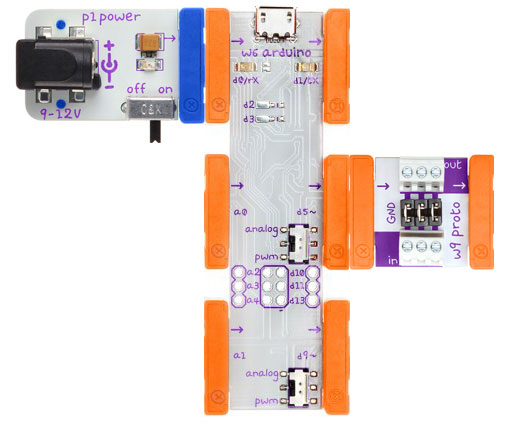 p1 power
+
-
off on
C&K
9-12V
w6 arduino
d0/rx d1/tx
d2
d3
a0 d5~
analog
pwm
a2 d10
a3 d11
a4 d13
a1 d9~
analog
pwm
out
GND
w9 proto
in